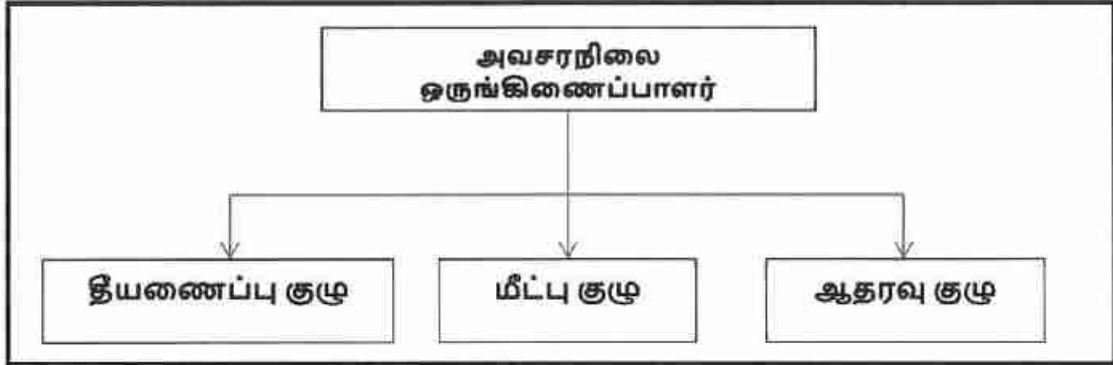 அவசரநிலை
ஒருங்கிணைப்பாளர்
தீயணைப்பு குழு
மீட்பு குழு
ஆதரவு குழு